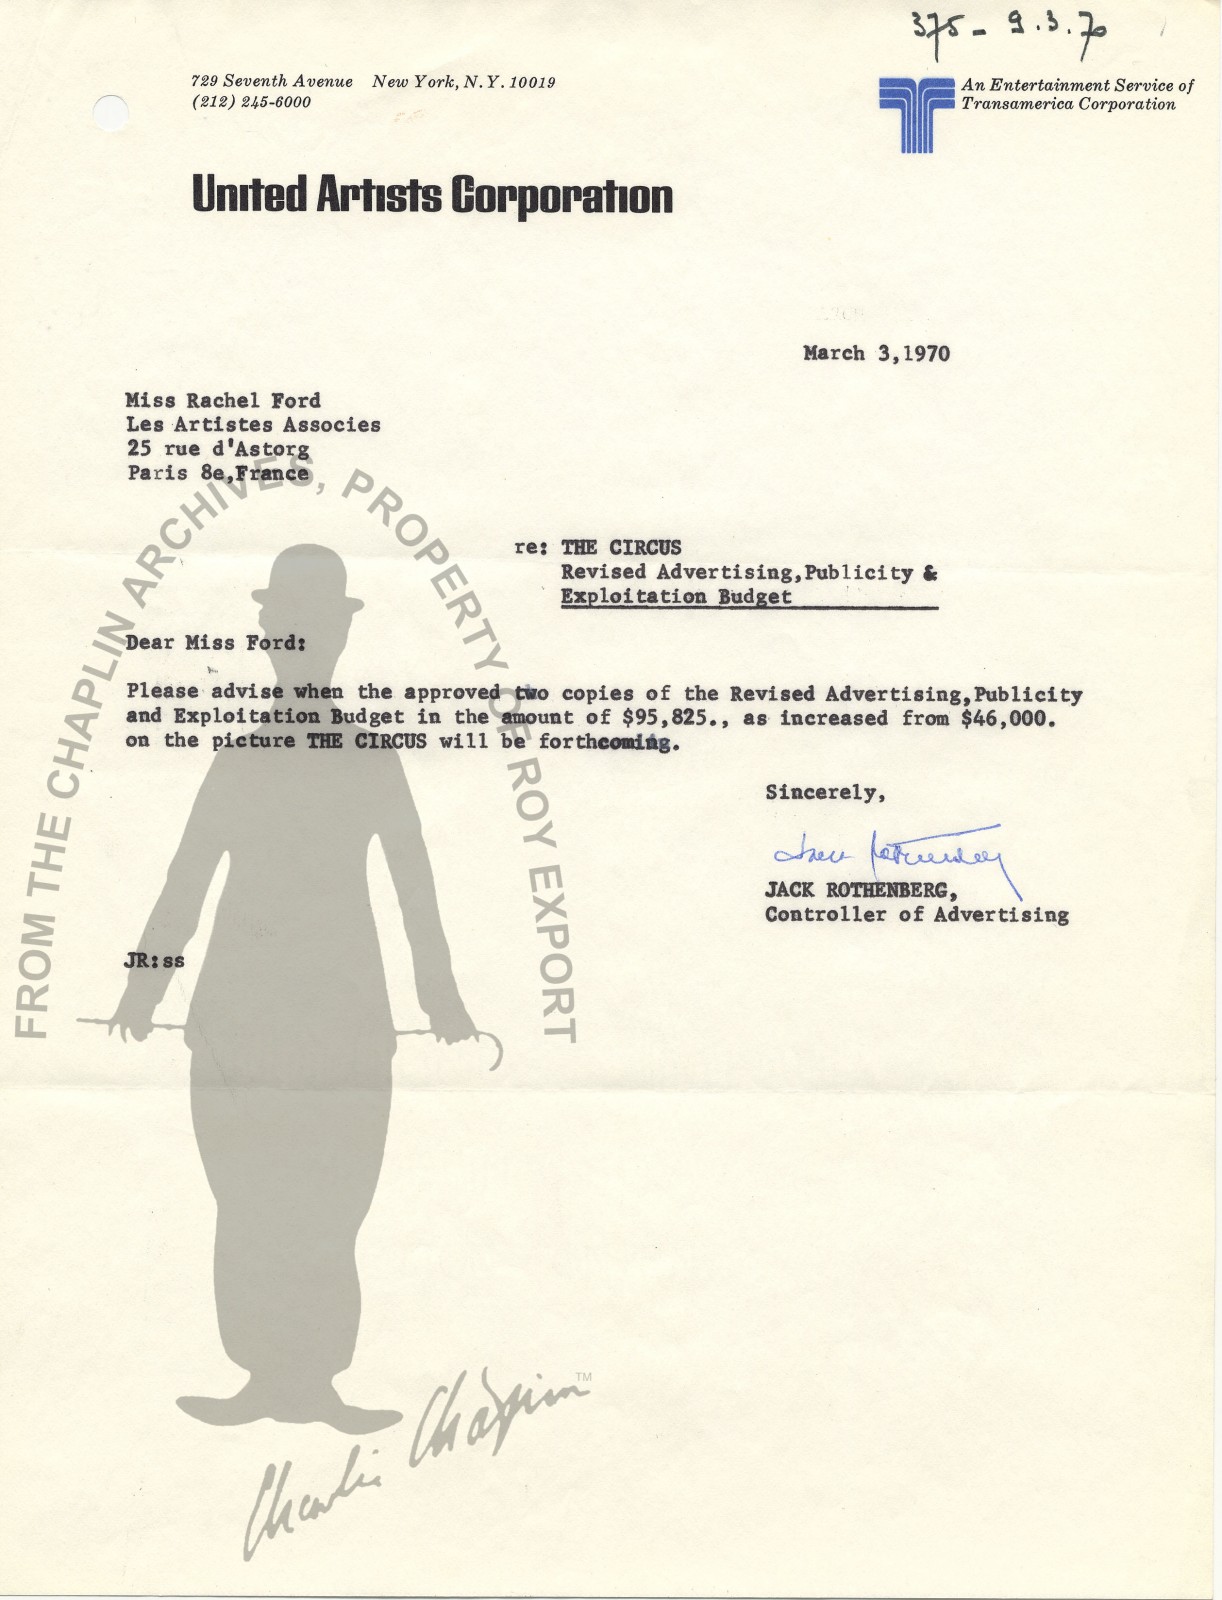 375 - 9.3.70
729 Seventh Avenue New York, N.Y. 10019
(212) 245-6000
An Entertainment Service of
Transamerica Corporation
United Artists Corporation
March 3,1970
Miss Rachel Ford
Les Artistes Associes
25 rue d'Astorg
Paris 8e,France
re: THE CIRCUS
Revised Advertising,Publicity &
Exploitation Budget
Dear Miss Ford:
Please advise when the approved two copies of the Revised Advertising,Publicity
and Exploitation Budget in the amount of $95,825., as increased from $46,000.
on the picture THE CIRCUS will be forthcoming.
Sincerely,
Jack Rothenberg
JACK ROTHENBERG,
Controller of Advertising
JR:ss
FROM THE CHAPLIN ARCHIVES, PROPERTY OF ROY EXPORT
Charlie Chaplin TM